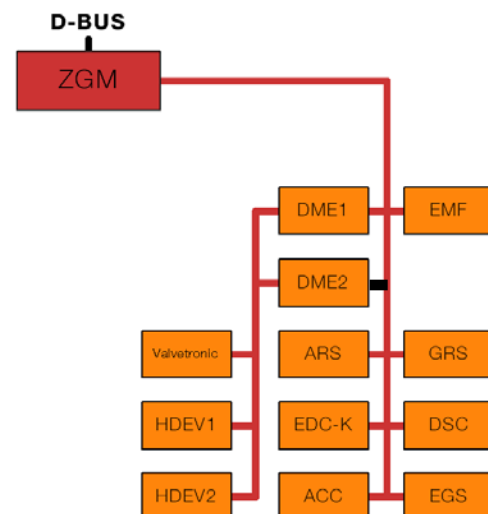 D-BUS
ZGM
DME1 EMF
DME2
Valvetronic ARS GRS
HDEV1 EDC-K DSC
HDEV2 ACC EGS